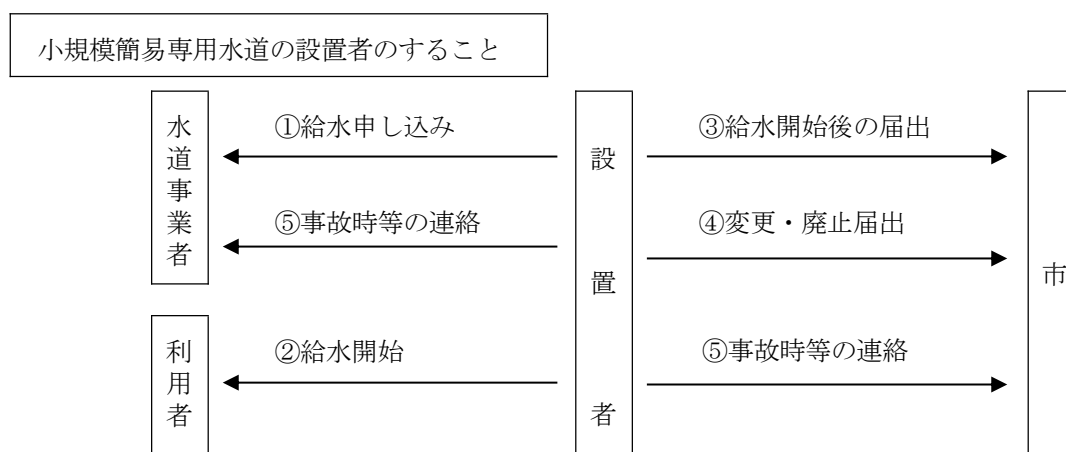 小規模簡易専用水道の設置者のすること
水道事業者
①給水申し込み
⑤事故時等の連絡
利用者
②給水開始
設置者
③給水開始後の届出
④変更・廃止届出
⑤事故時等の連絡
市